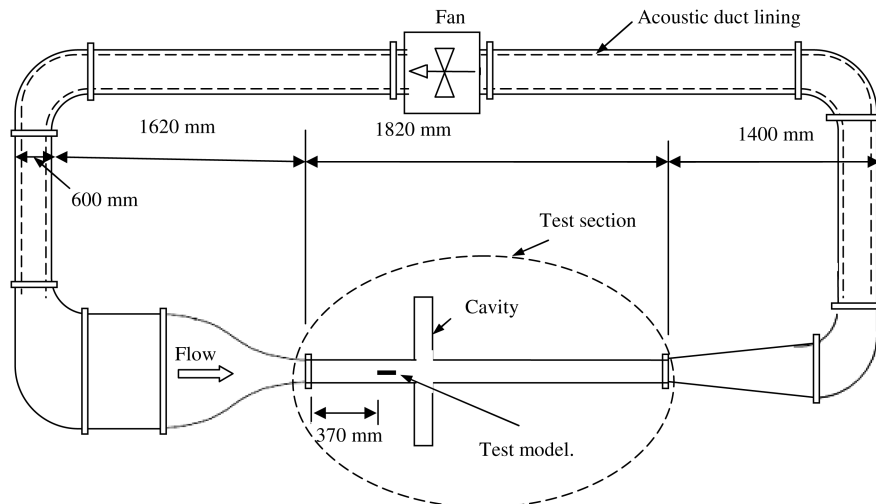 Fan
Acoustic duct lining
1620 mm
1820 mm
1400 mm
600 mm
Test section
Cavity
Flow
370 mm
Test model.